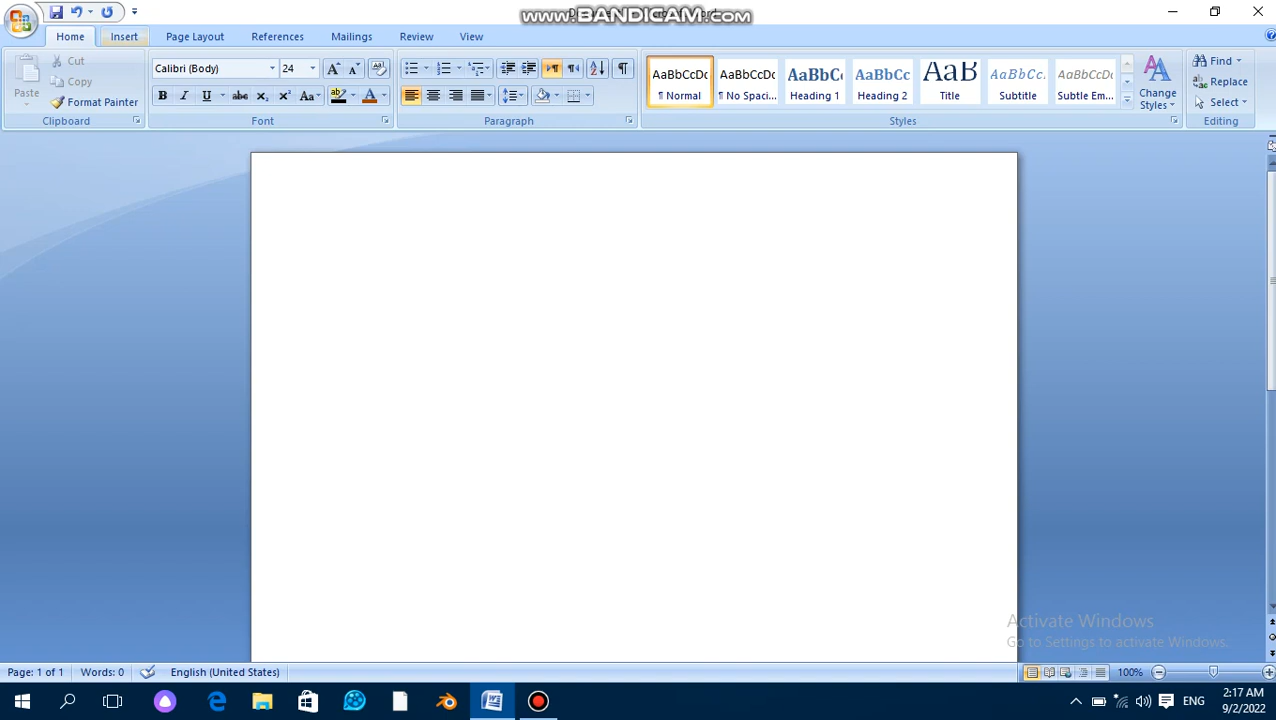 www.BANDICAM.com
Home Insert Page Layout References Mailings Review View
Cut
Copy
Paste
Format Painter
Clipboard
Calibri (Body) 24
Font
Paragraph
AaBbCcDc AaBbCcDc AaBbC AaBbCc AaB AaBbCc. AaBbCcDc
¶ Normal ¶ No Spaci... Heading 1 Heading 2 Title Subtitle Subtle Em...
Change Styles
Styles
Find
Replace
Select
Editing
Activate Windows
Go to Settings to activate Windows.
Page: 1 of 1 Words: 0 English (United States) 100%
ENG 2:17 AM
9/2/2022